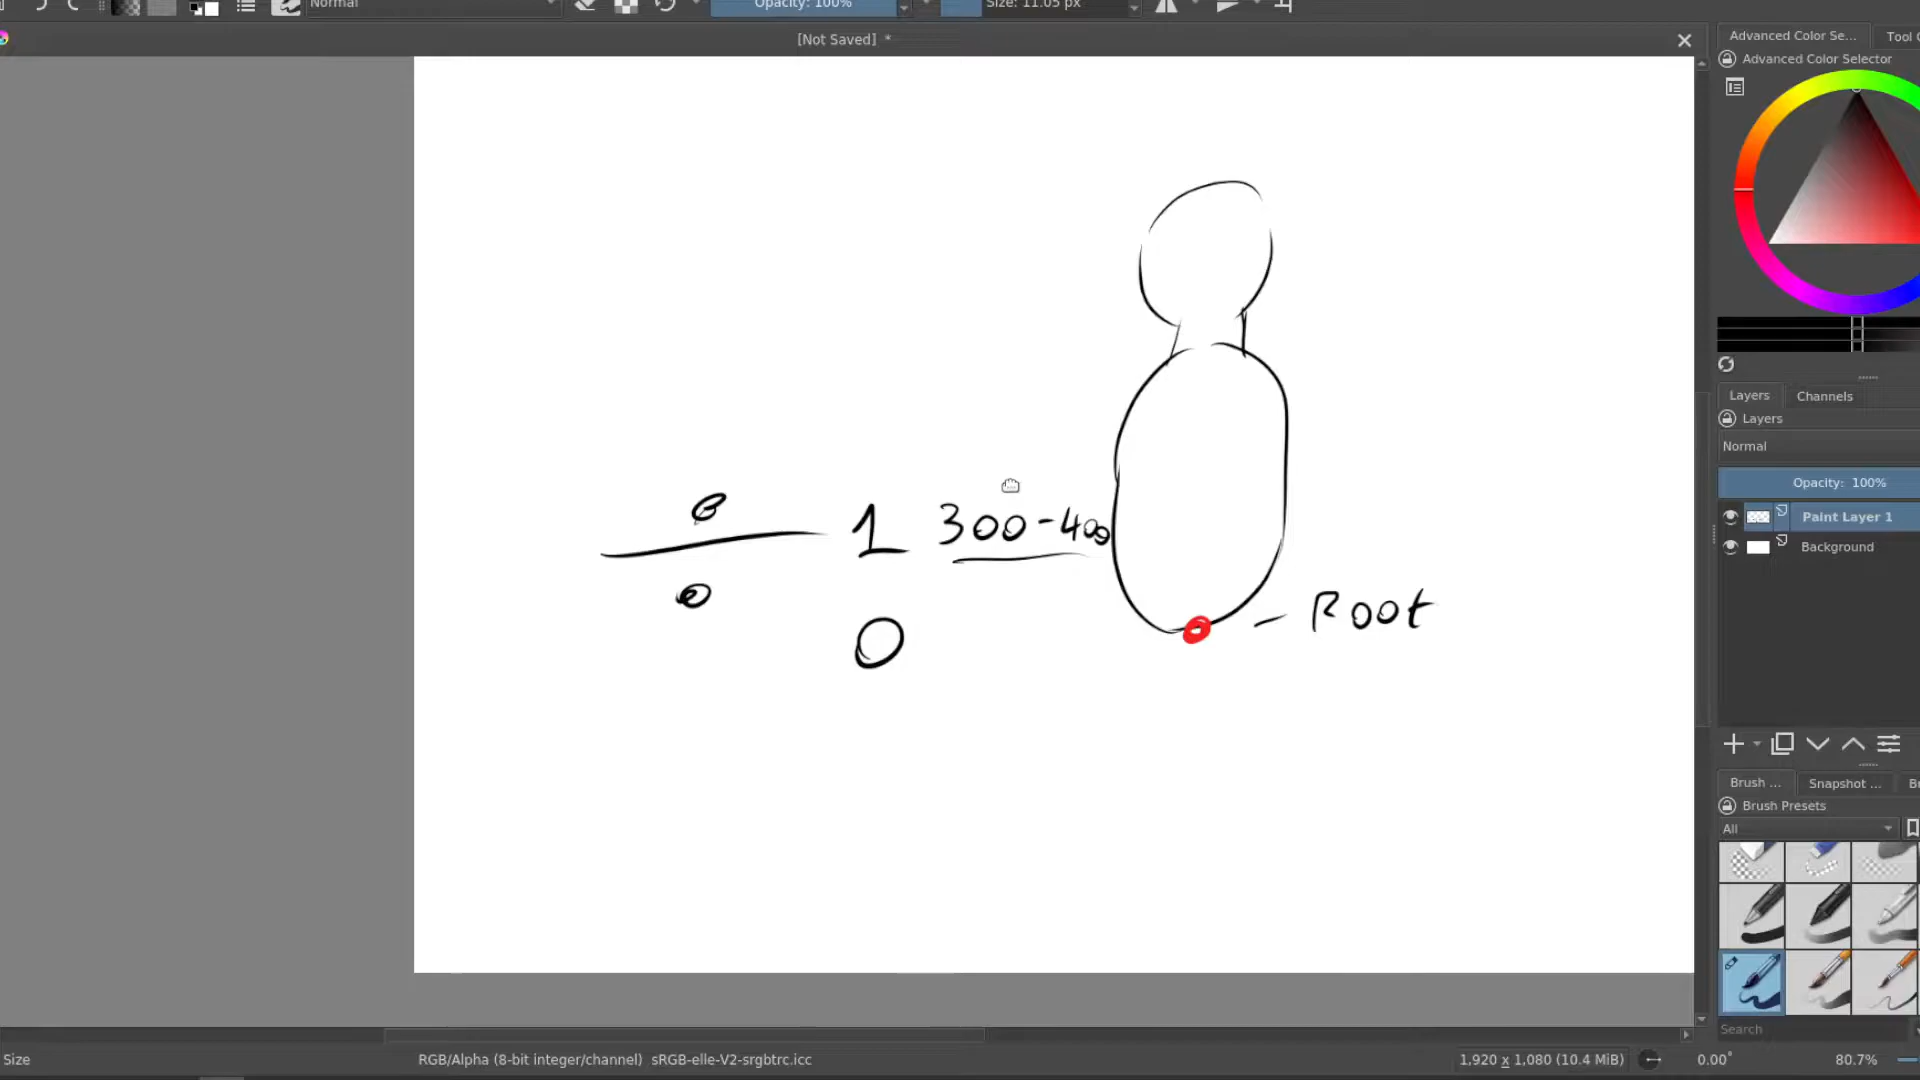 Normal
Opacity: 100%
Size: 11.05 px
[Not Saved] *
Advanced Color Se...
Tool
Advanced Color Selector
1 300-400
0
- Root
Layers
Channels
Layers
Normal
Opacity: 100%
Paint Layer 1
Background
Brush ...
Snapshot ...
Brush Presets
All
Search
Size
RGB/Alpha (8-bit integer/channel) sRGB-elle-V2-srgbtrc.icc
1,920 x 1,080 (10.4 MiB)
0.00°
80.7%